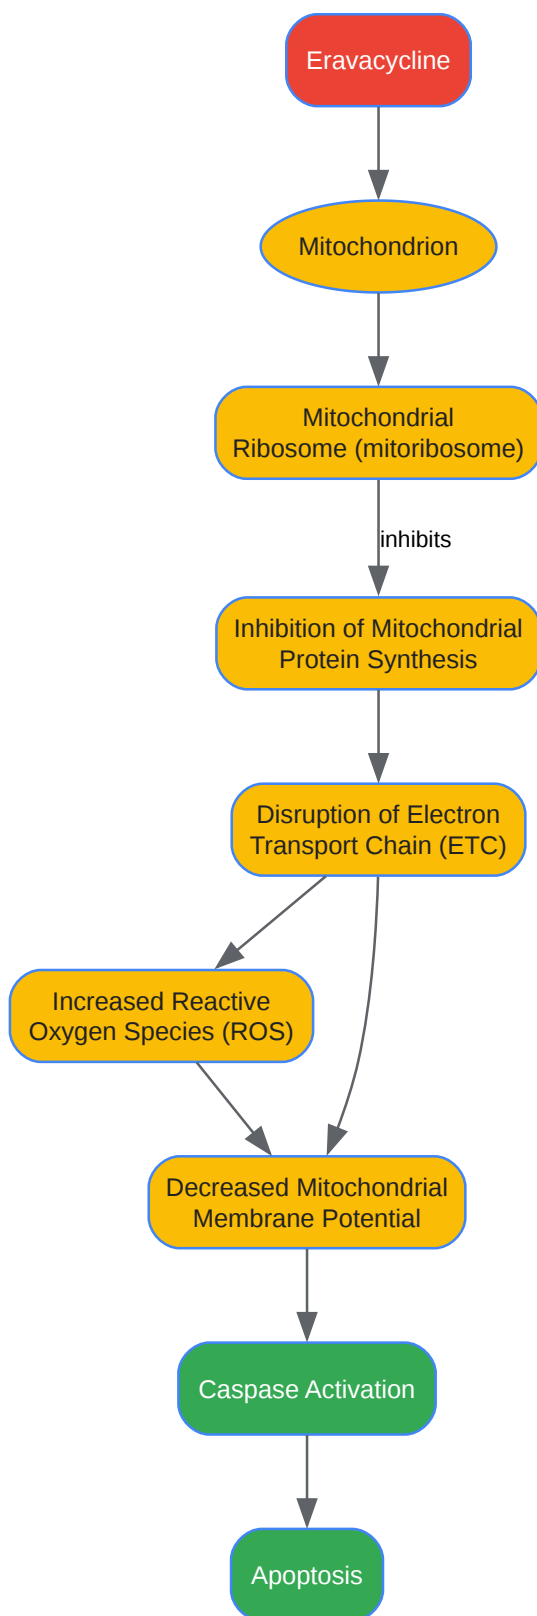 Eravacycline
Mitochondrion
Mitochondrial
Ribosome (mitoribosome)
inhibits
Inhibition of Mitochondrial
Protein Synthesis
Disruption of Electron
Transport Chain (ETC)
Increased Reactive
Oxygen Species (ROS)
Decreased Mitochondrial
Membrane Potential
Caspase Activation
Apoptosis